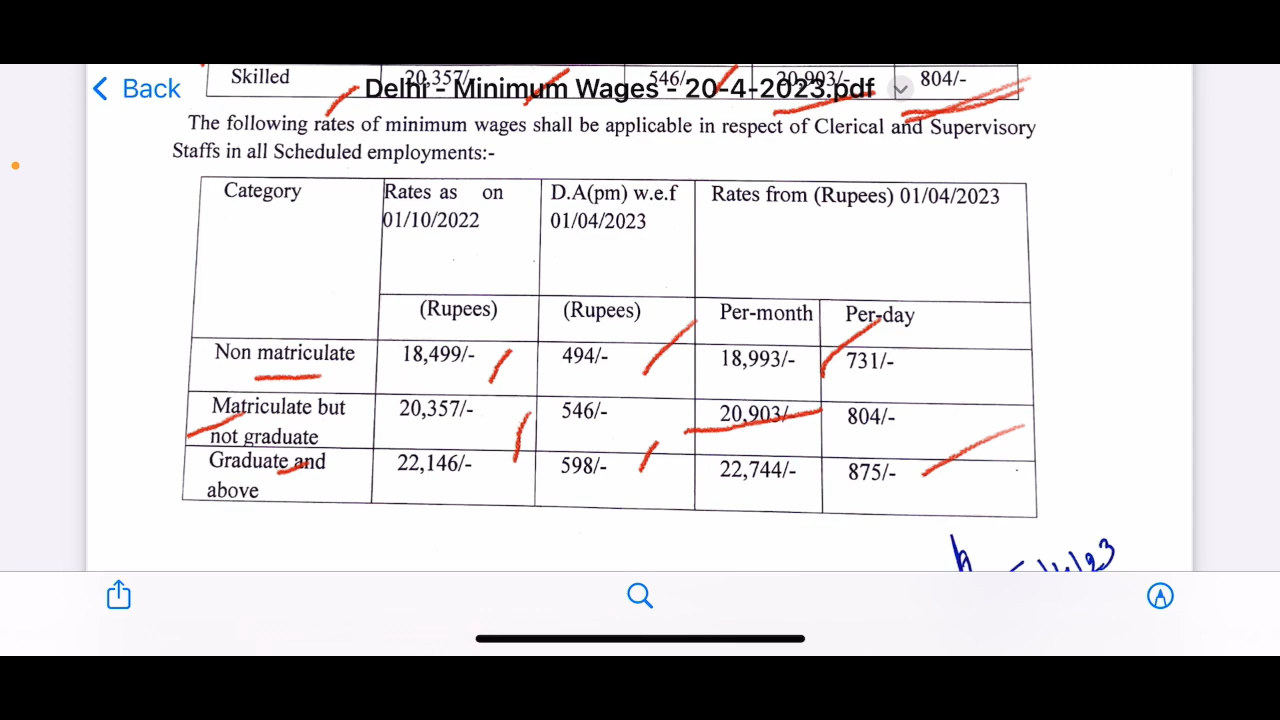 Skilled 20,357/- 546/- 20,903/- 804/-
Back Delhi - Minimum Wages - 20-4-2023.pdf
The following rates of minimum wages shall be applicable in respect of Clerical and Supervisory
Staffs in all Scheduled employments:-
Category Rates as on D.A(pm) w.e.f Rates from (Rupees) 01/04/2023
01/10/2022 01/04/2023
(Rupees) (Rupees) Per-month Per-day
Non matriculate 18,499/- 494/- 18,993/- 731/-
Matriculate but 20,357/- 546/- 20,903/- 804/-
not graduate
Graduate and 22,146/- 598/- 22,744/- 875/-
above